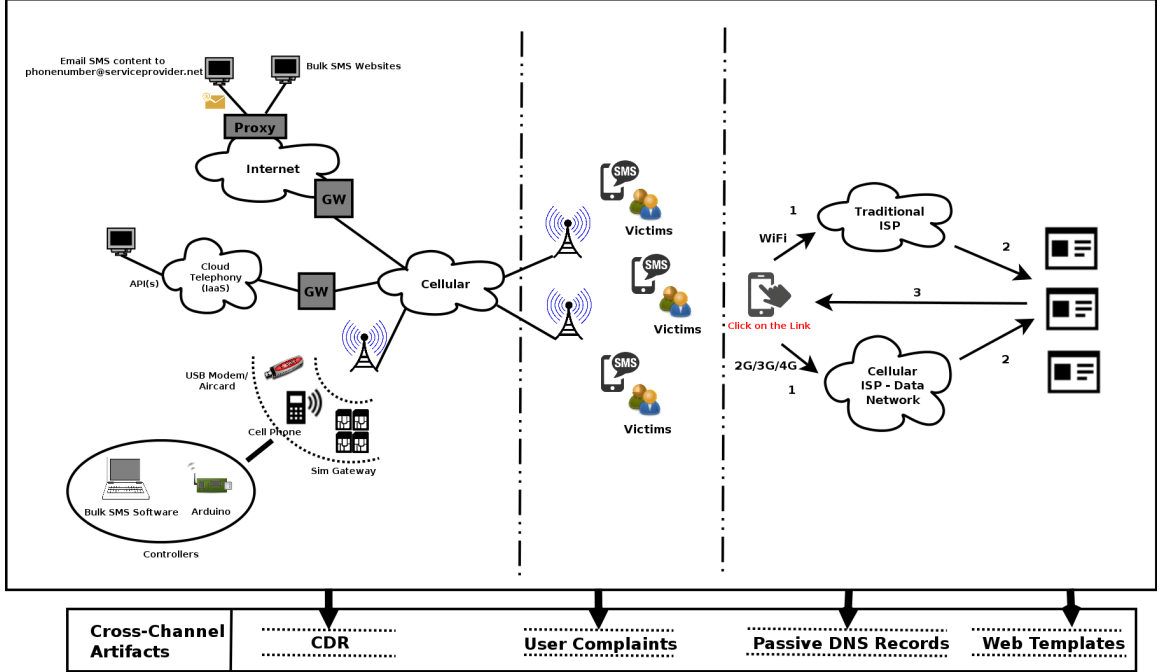 Email SMS content to
phonenumber@serviceprovider.net
Bulk SMS Websites
Proxy
Internet
GW
Cloud
Telephony
(IaaS)
API(s)
GW
Cellular
USB Modem/
Aircard
Cell Phone
Sim Gateway
Bulk SMS Software
Arduino
Controllers
SMS
Victims
SMS
Victims
SMS
Victims
1
WiFi
Traditional
ISP
2
3
Click on the Link
2G/3G/4G
1
Cellular
ISP - Data
Network
2
Cross-Channel
Artifacts
CDR
User Complaints
Passive DNS Records
Web Templates